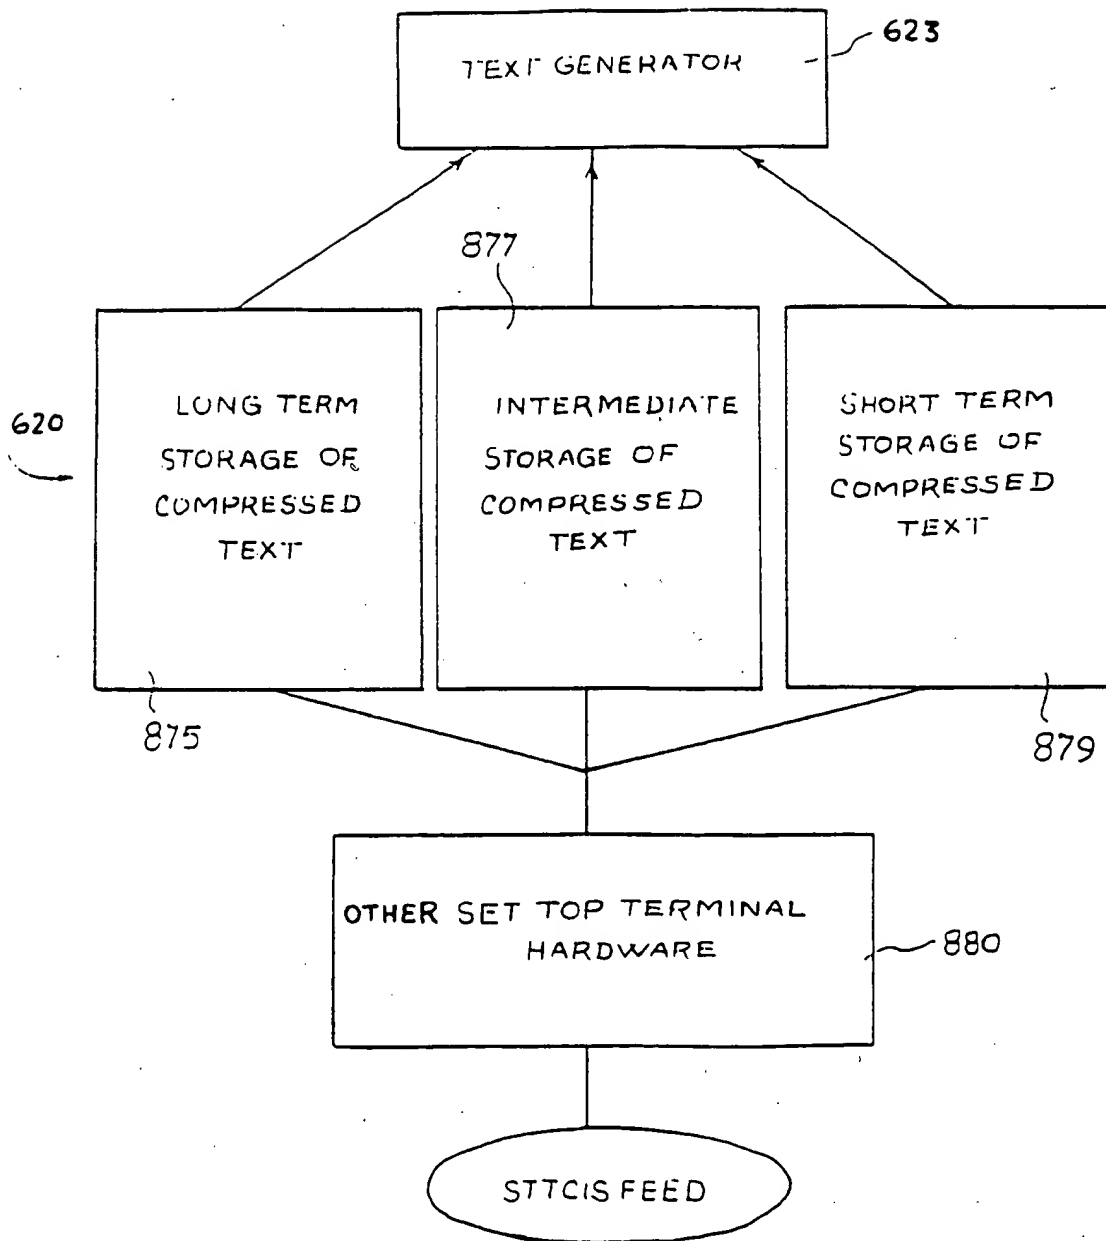 TEXT GENERATOR
623
877
620
LONG TERM
STORAGE OF
COMPRESSED
TEXT
INTERMEDIATE
STORAGE OF
COMPRESSED
TEXT
SHORT TERM
STORAGE OF
COMPRESSED
TEXT
875
879
OTHER SET TOP TERMINAL
HARDWARE
880
STTCIS FEED